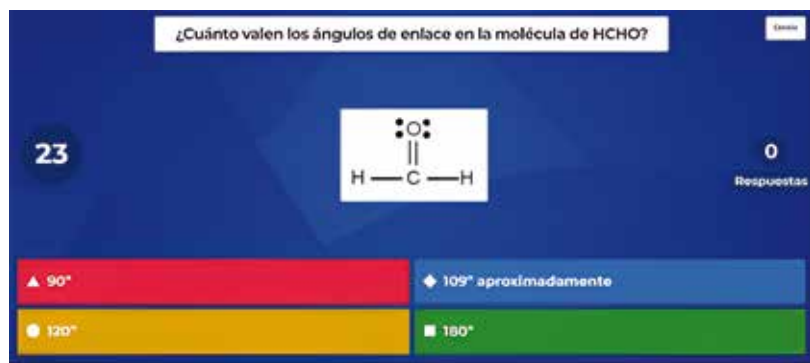 ¿Cuánto valen los ángulos de enlace en la molécula de HCHO?
23
O
H C H
0
Respuestas
90°
109° aproximadamente
120°
180°